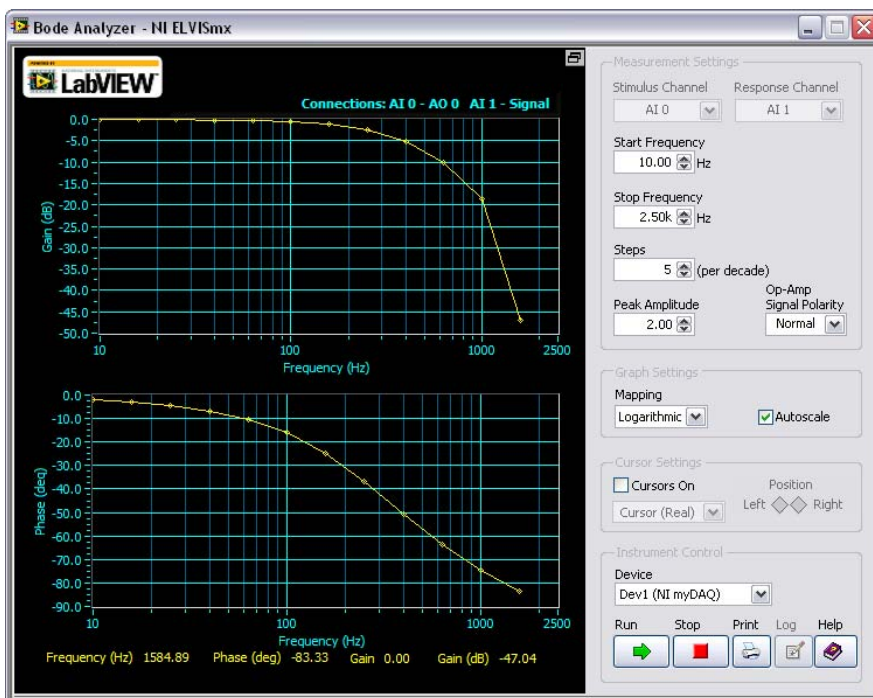 Bode Analyzer - NI ELVISmx
LabVIEW
Connections: AI 0 - AO 0 AI 1 - Signal
0.0
-5.0
-10.0
-15.0
-20.0
-25.0
-30.0
-35.0
-40.0
-45.0
-50.0
Gain (dB)
10 100 1000 2500
Frequency (Hz)
0.0
-10.0
-20.0
-30.0
-40.0
-50.0
-60.0
-70.0
-80.0
-90.0
Phase (deg)
10 100 1000 2500
Frequency (Hz)
Frequency (Hz) 1584.89 Phase (deg) -83.33 Gain 0.00 Gain (dB) -47.04
Measurement Settings
Stimulus Channel Response Channel
AI 0 AI 1
Start Frequency
10.00 Hz
Stop Frequency
2.50k Hz
Steps
5 (per decade)
Peak Amplitude
2.00
Op-Amp
Signal Polarity
Normal
Graph Settings
Mapping
Logarithmic Autoscale
Cursor Settings
Cursors On Position
Cursor (Real) Left Right
Instrument Control
Device
Dev1 (NI myDAQ)
Run Stop Print Log Help